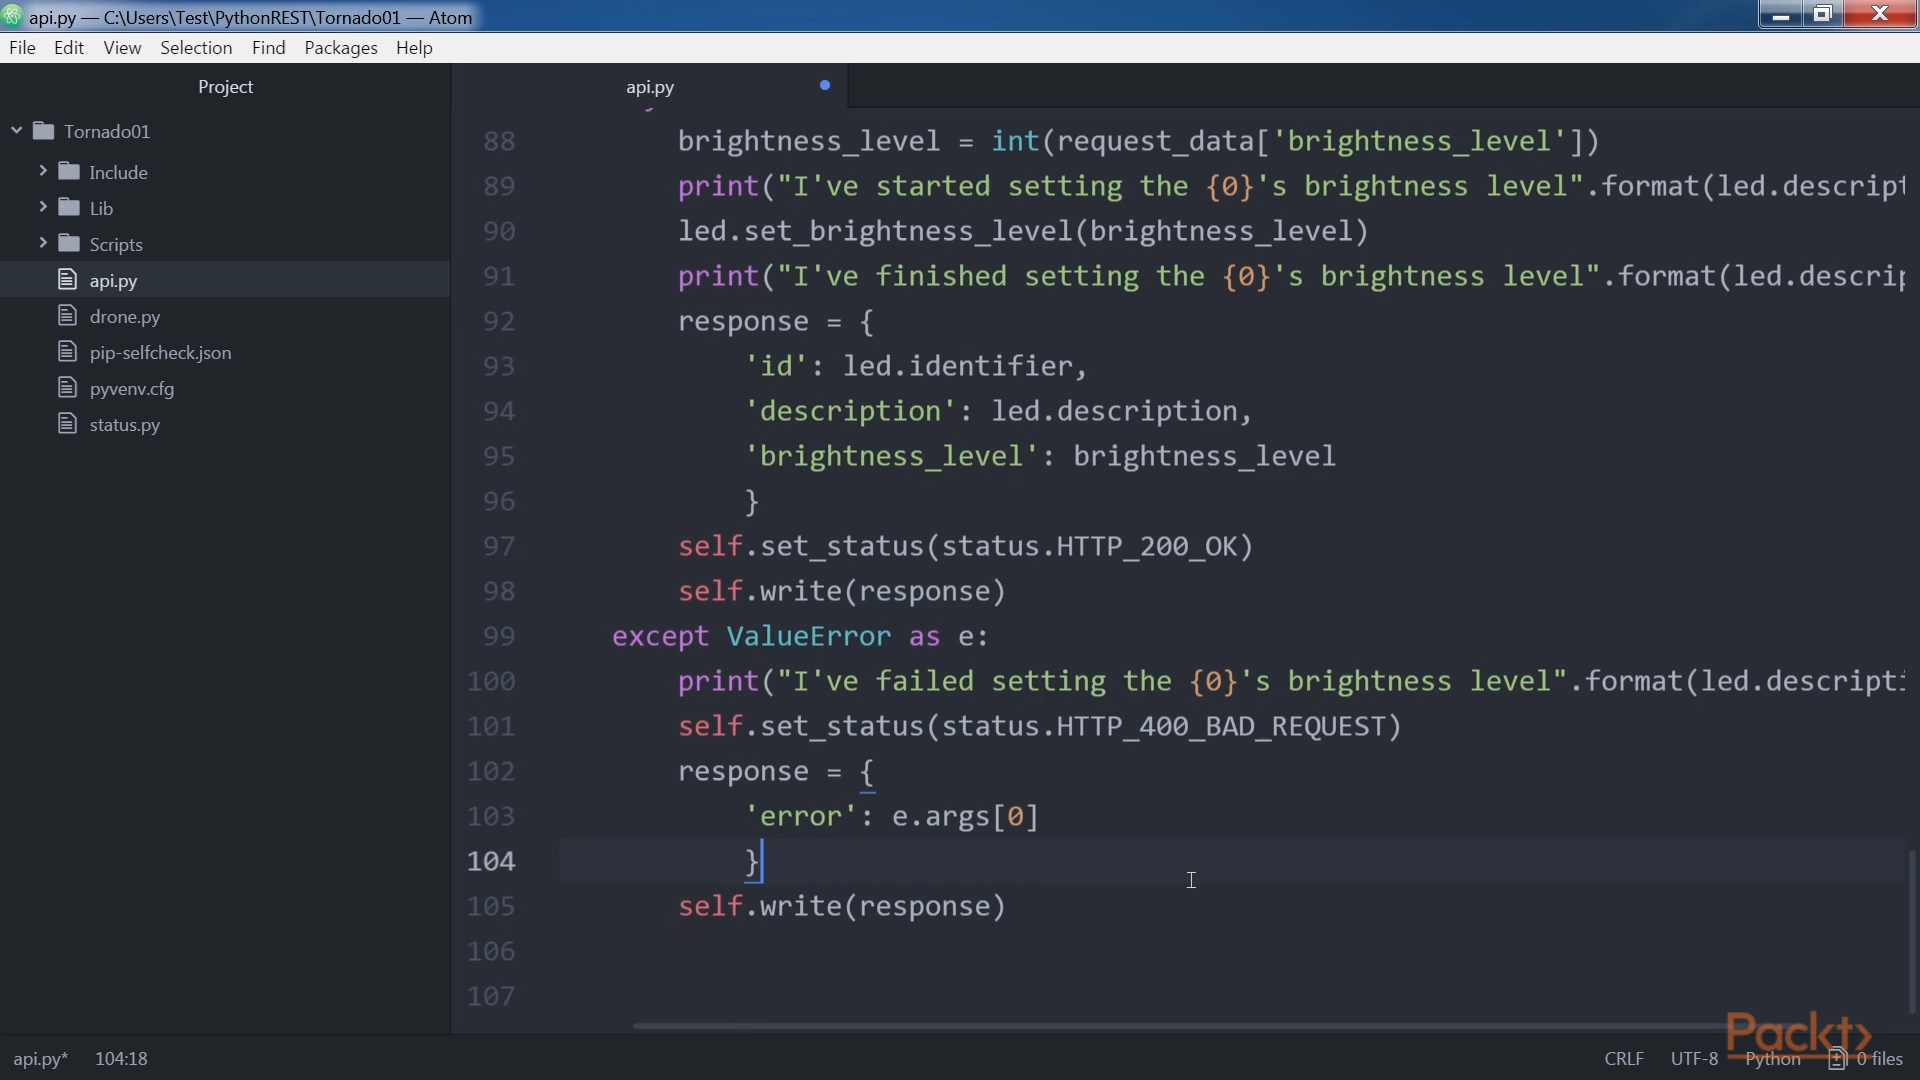 api.py — C:\Users\Test\PythonREST\Tornado01 — Atom
File Edit View Selection Find Packages Help
Project
Tornado01
Include
Lib
Scripts
api.py
drone.py
pip-selfcheck.json
pyvenv.cfg
status.py
api.py
88 brightness_level = int(request_data['brightness_level'])
89 print("I've started setting the {0}'s brightness level".format(led.descript
90 led.set_brightness_level(brightness_level)
91 print("I've finished setting the {0}'s brightness level".format(led.descrip
92 response = {
93 'id': led.identifier,
94 'description': led.description,
95 'brightness_level': brightness_level
96 }
97 self.set_status(status.HTTP_200_OK)
98 self.write(response)
99 except ValueError as e:
100 print("I've failed setting the {0}'s brightness level".format(led.descripti
101 self.set_status(status.HTTP_400_BAD_REQUEST)
102 response = {
103 'error': e.args[0]
104 }
105 self.write(response)
106
107
Packt>
api.py* 104:18 CRLF UTF-8 Python 0 files